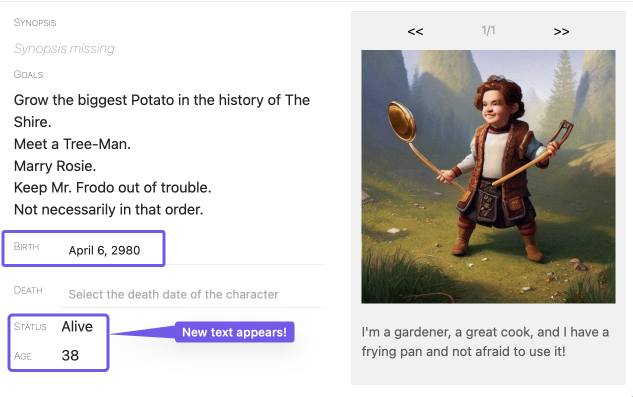 Synopsis
Synopsis missing
Goals
Grow the biggest Potato in the history of The
Shire.
Meet a Tree-Man.
Marry Rosie.
Keep Mr. Frodo out of trouble.
Not necessarily in that order.
Birth April 6, 2980
Death Select the death date of the character
Status Alive
Age 38
New text appears!
<< 1/1 >>
I'm a gardener, a great cook, and I have a
frying pan and not afraid to use it!